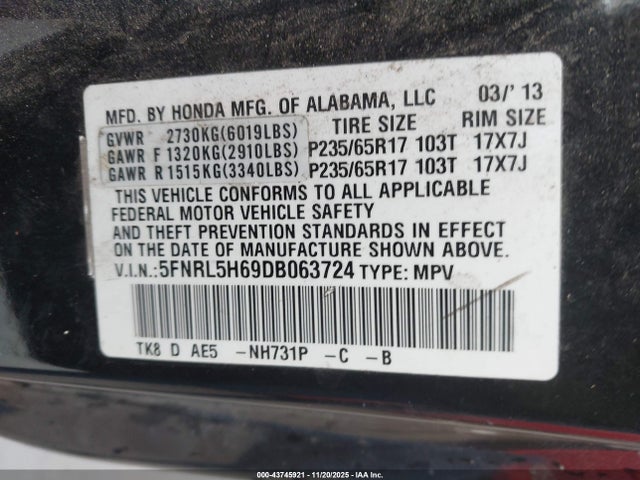 MFD. BY HONDA MFG. OF ALABAMA, LLC 03/'13
TIRE SIZE RIM SIZE
GVWR 2730KG(6019LBS)
GAWR F 1320KG(2910LBS) P235/65R17 103T 17X7J
GAWR R 1515KG(3340LBS) P235/65R17 103T 17X7J
THIS VEHICLE CONFORMS TO ALL APPLICABLE
FEDERAL MOTOR VEHICLE SAFETY
AND THEFT PREVENTION STANDARDS IN EFFECT
ON THE DATE OF MANUFACTURE SHOWN ABOVE.
V.I.N.:5FNRL5H69DB063724 TYPE: MPV
TK8 D AE5 -NH731P -C -B
000-43745921 - 11/20/2025 - IAA Inc.